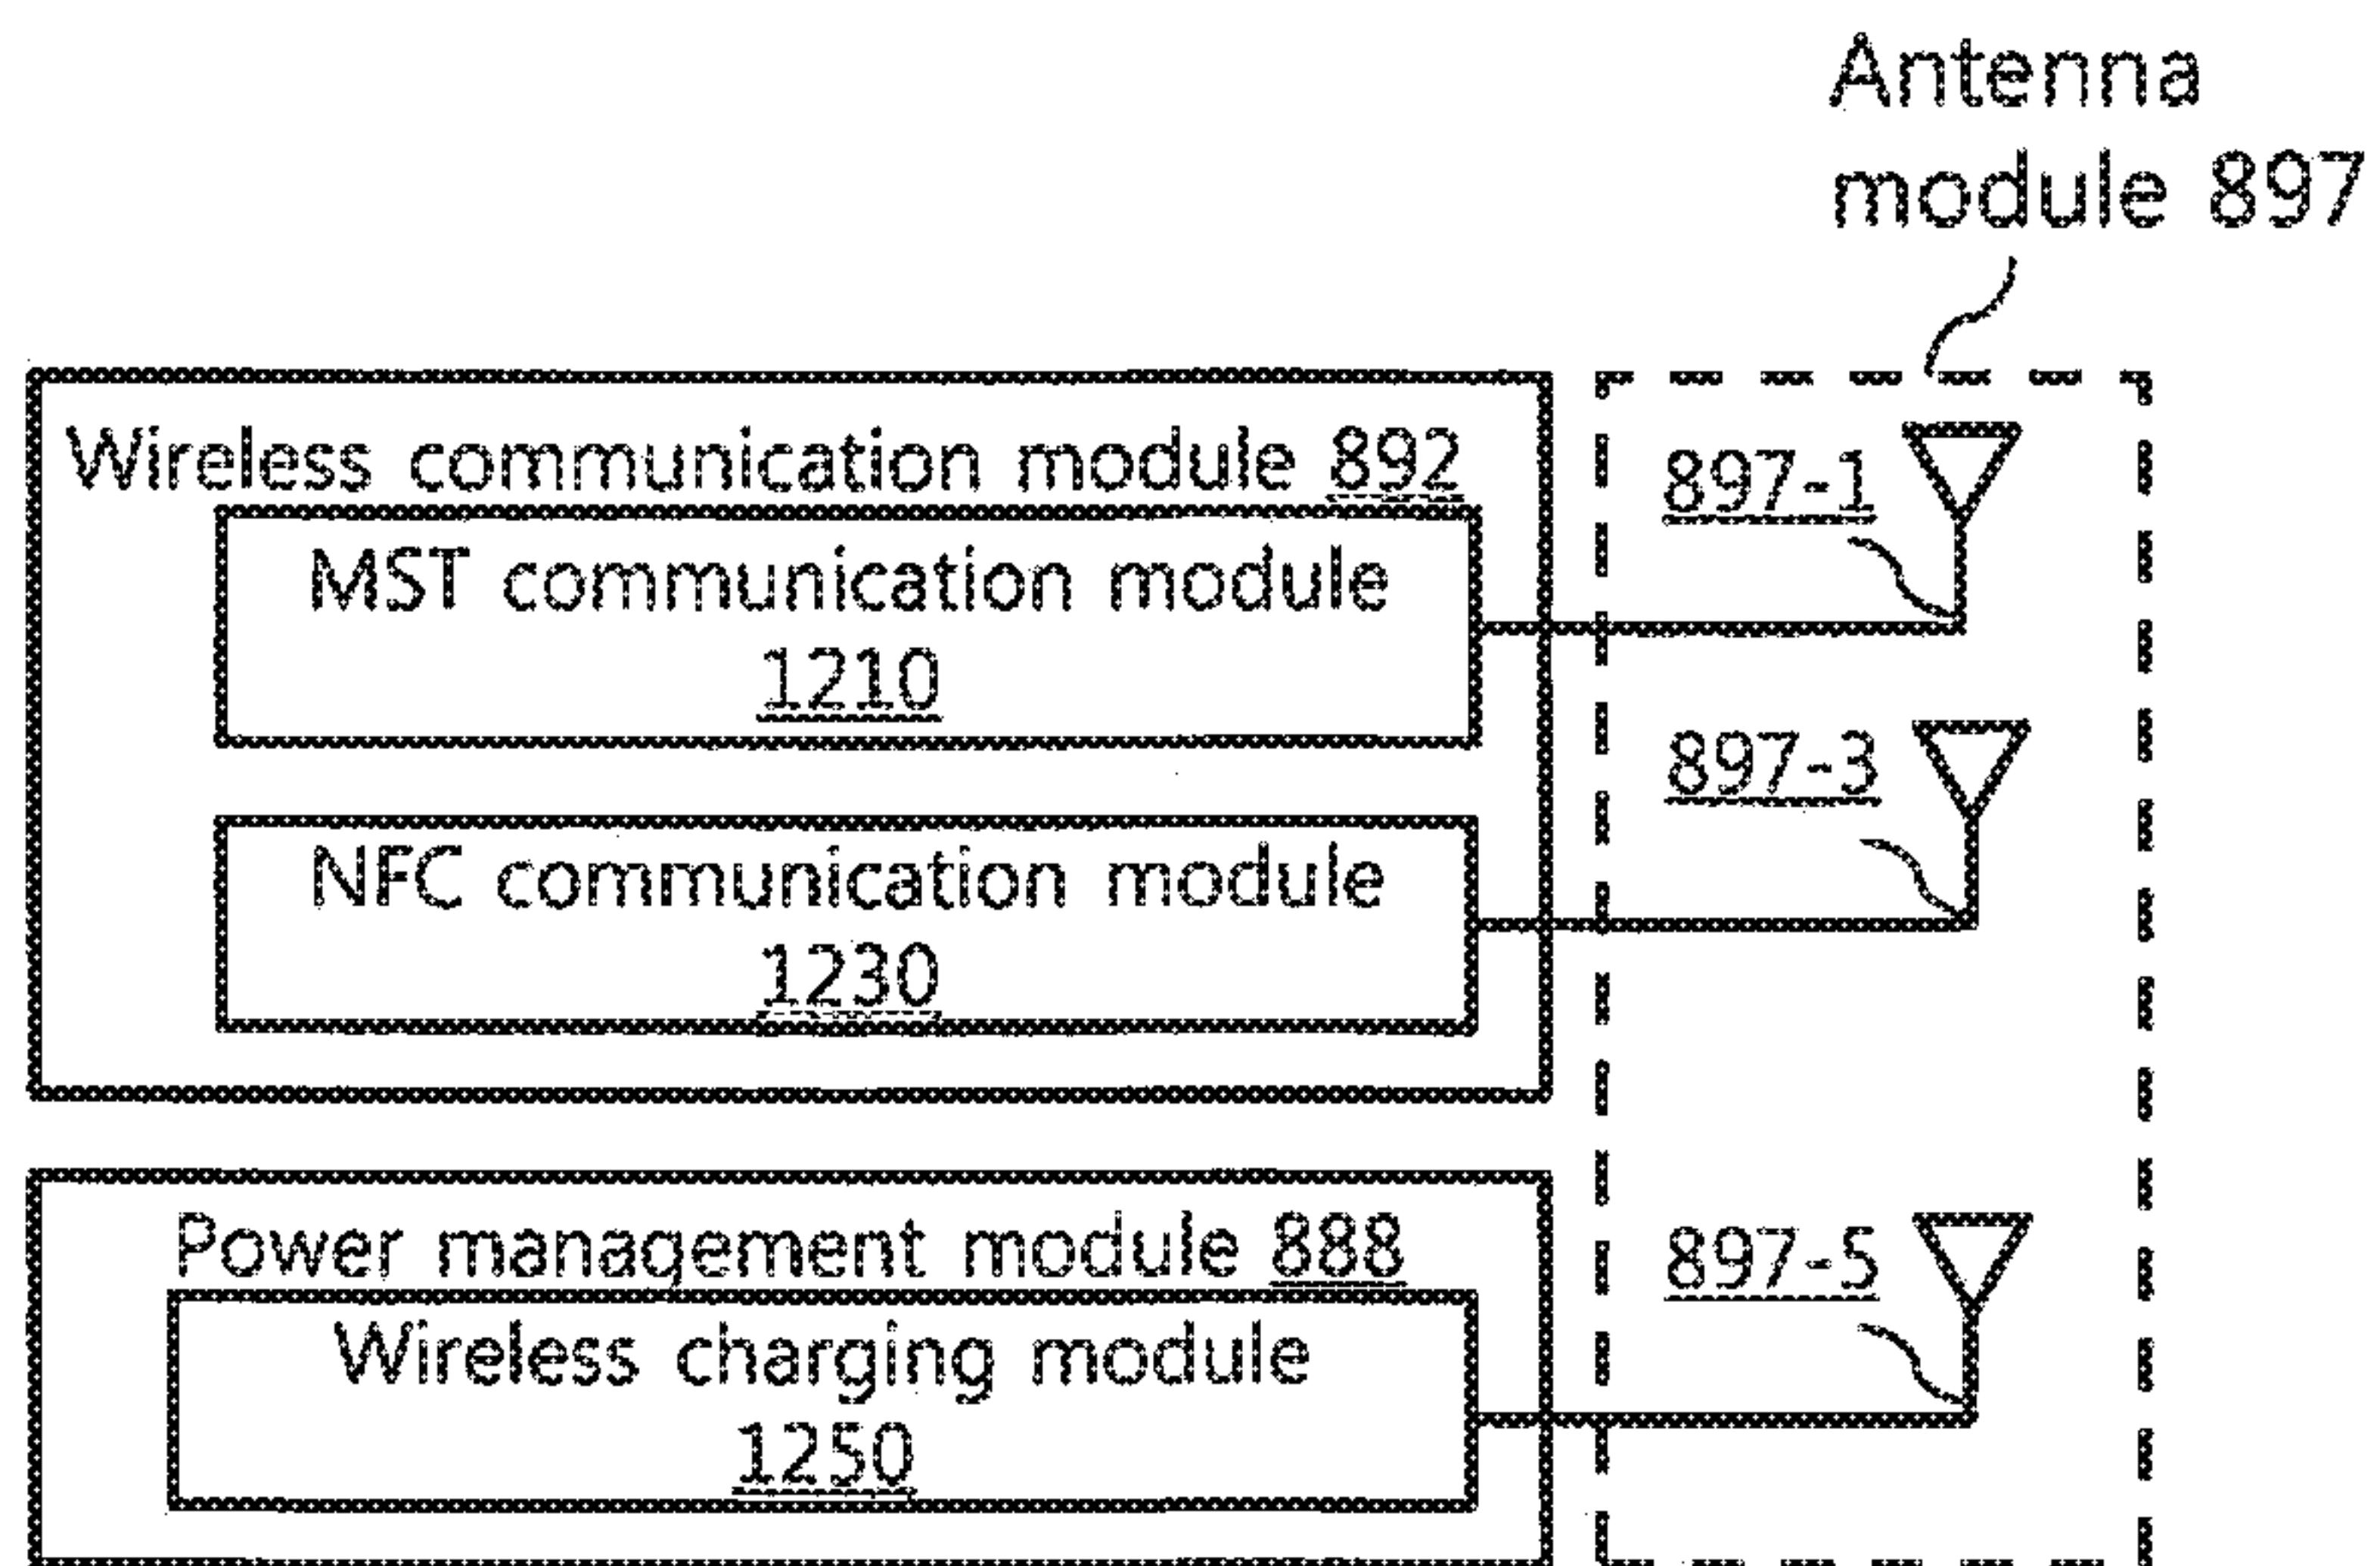 Antenna
module 897
Wireless communication module 892
897-1
MST communication module
1210
897-3
NFC communication module
1230
Power management module 888
897-5
Wireless charging module
1250